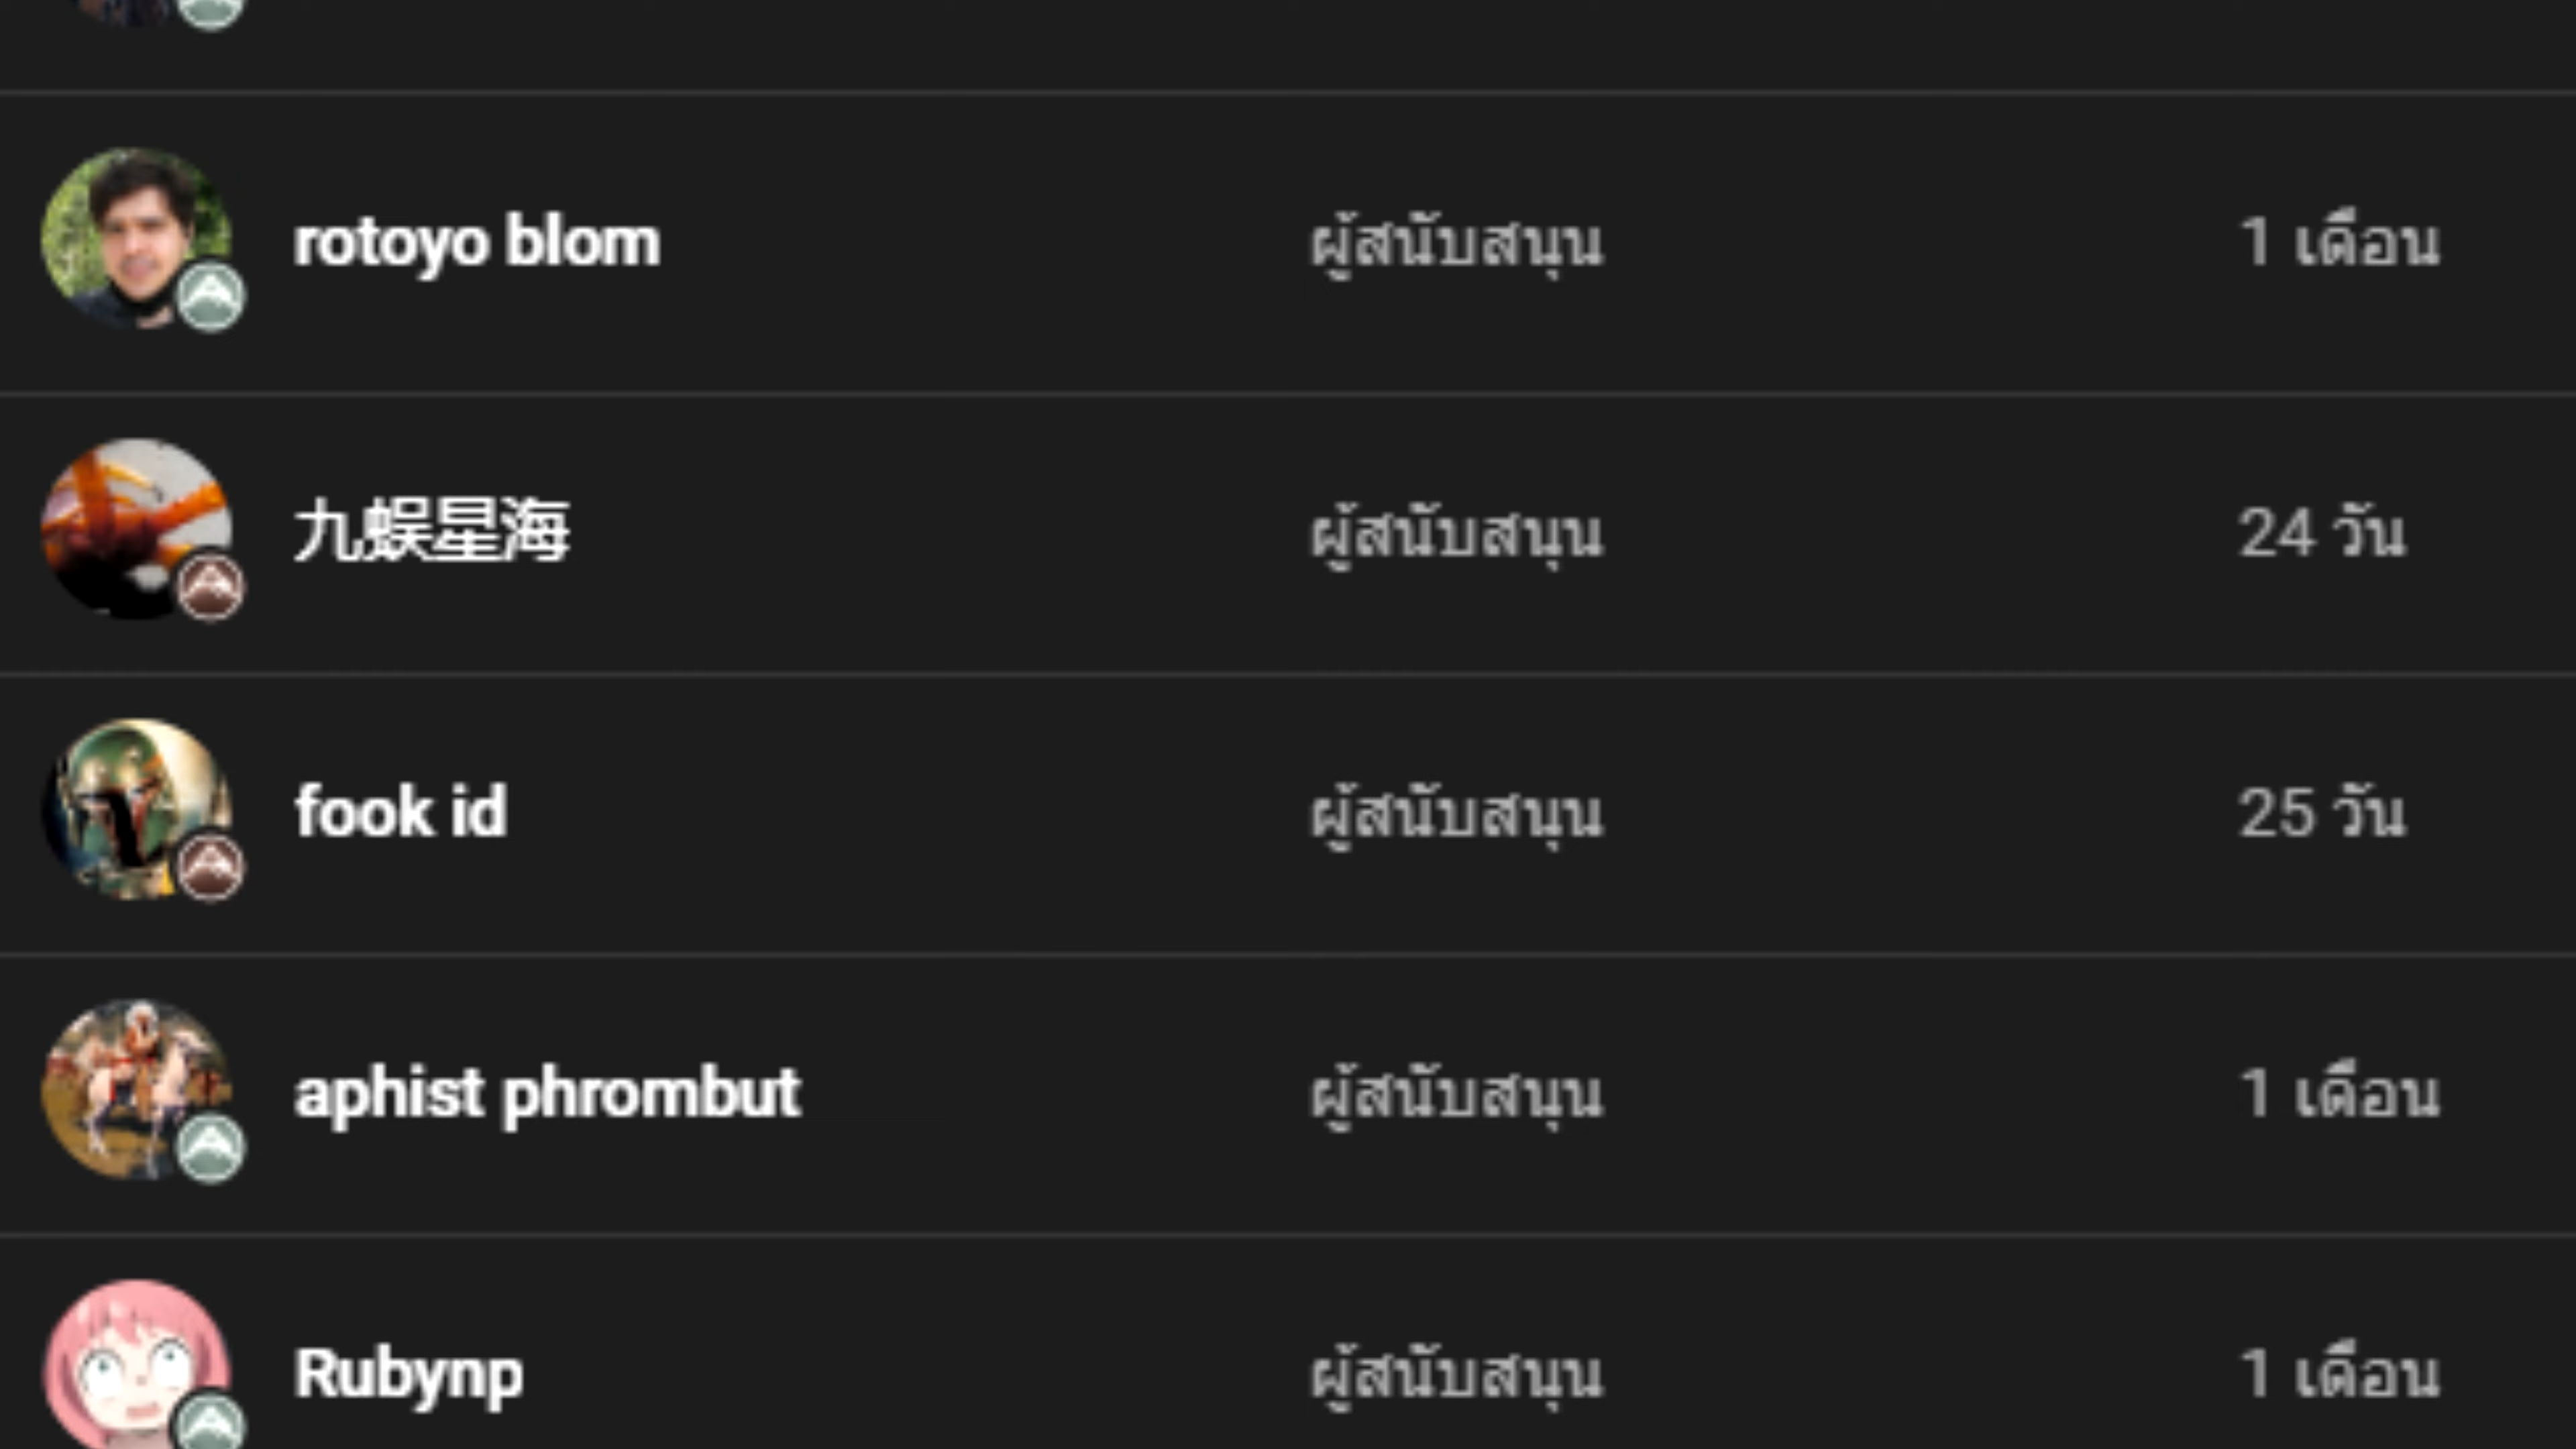 rotoyo blom ผู้สนับสนุน 1 เดือน
九蜈星海 ผู้สนับสนุน 24 วัน
fook id ผู้สนับสนุน 25 วัน
aphist phrombut ผู้สนับสนุน 1 เดือน
Rubynp ผู้สนับสนุน 1 เดือน